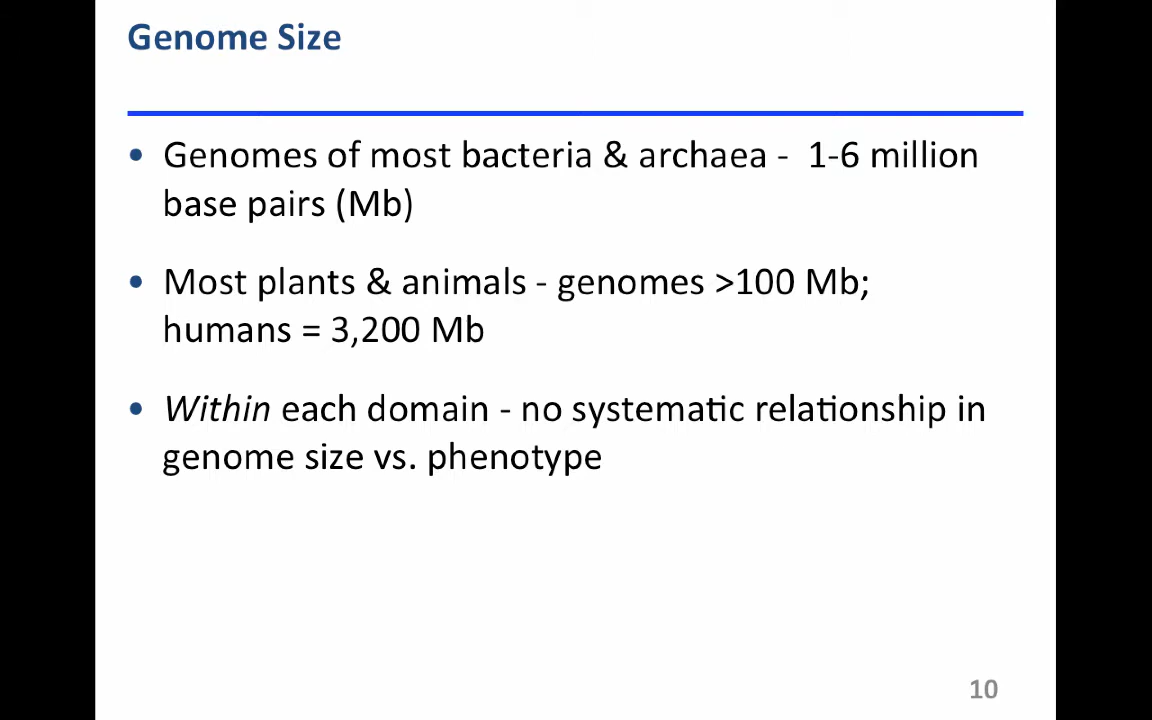 Genome Size
• Genomes of most bacteria & archaea -  1-6 million
base pairs (Mb)
• Most plants & animals - genomes >100 Mb;
humans = 3,200 Mb
• Within each domain - no systematic relationship in
genome size vs. phenotype
10